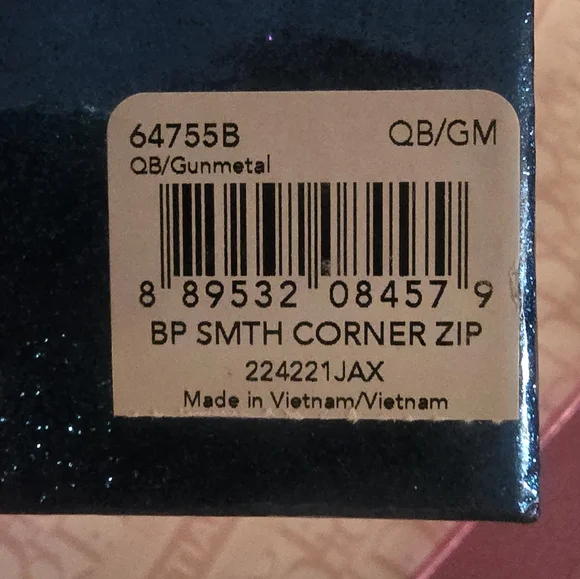 64755B QB/GM
QB/Gunmetal
8 89532 08457 9
BP SMTH CORNER ZIP
224221JAX
Made in Vietnam/Vietnam